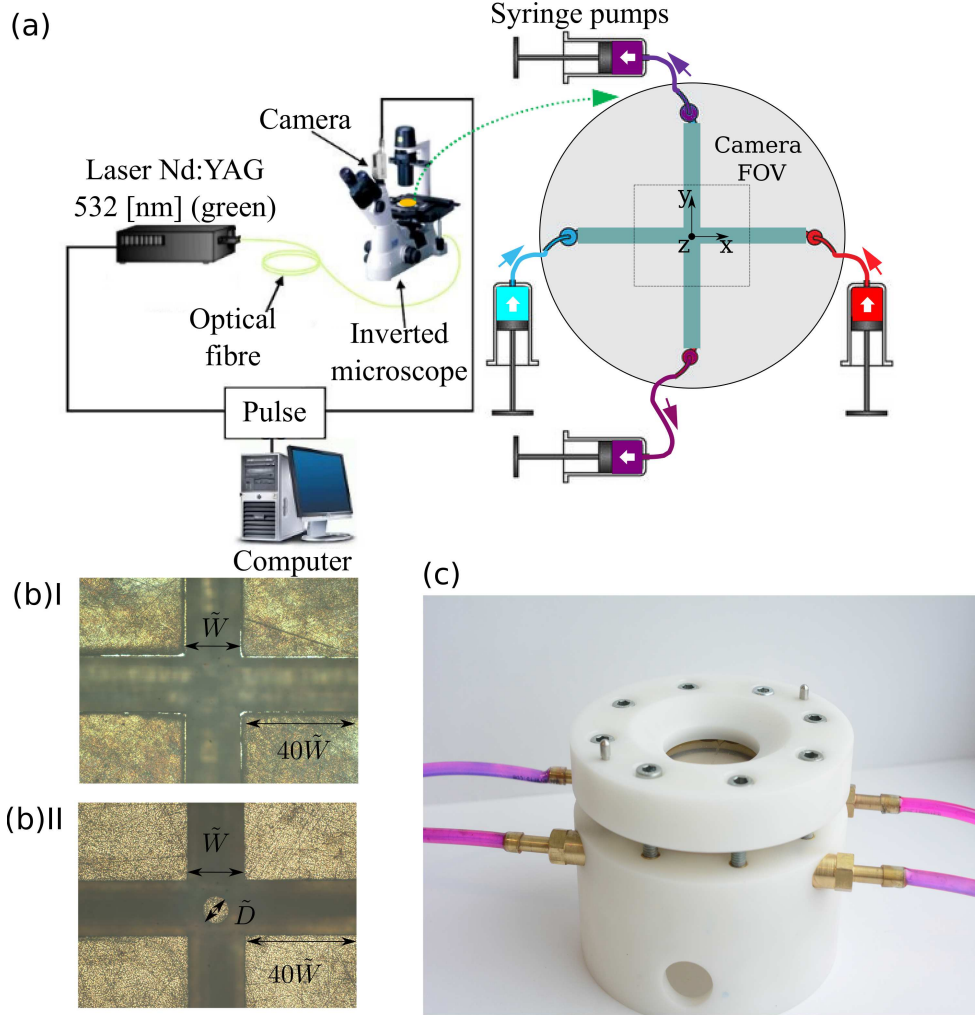 (a)
Syringe pumps
Camera
Laser Nd:YAG
532 [nm] (green)
Camera
FOV
y
z
x
Optical
fibre
Inverted
microscope
Pulse
Computer
(b)I
W̃
40W̃
(b)II
W̃
D̃
40W̃
(c)